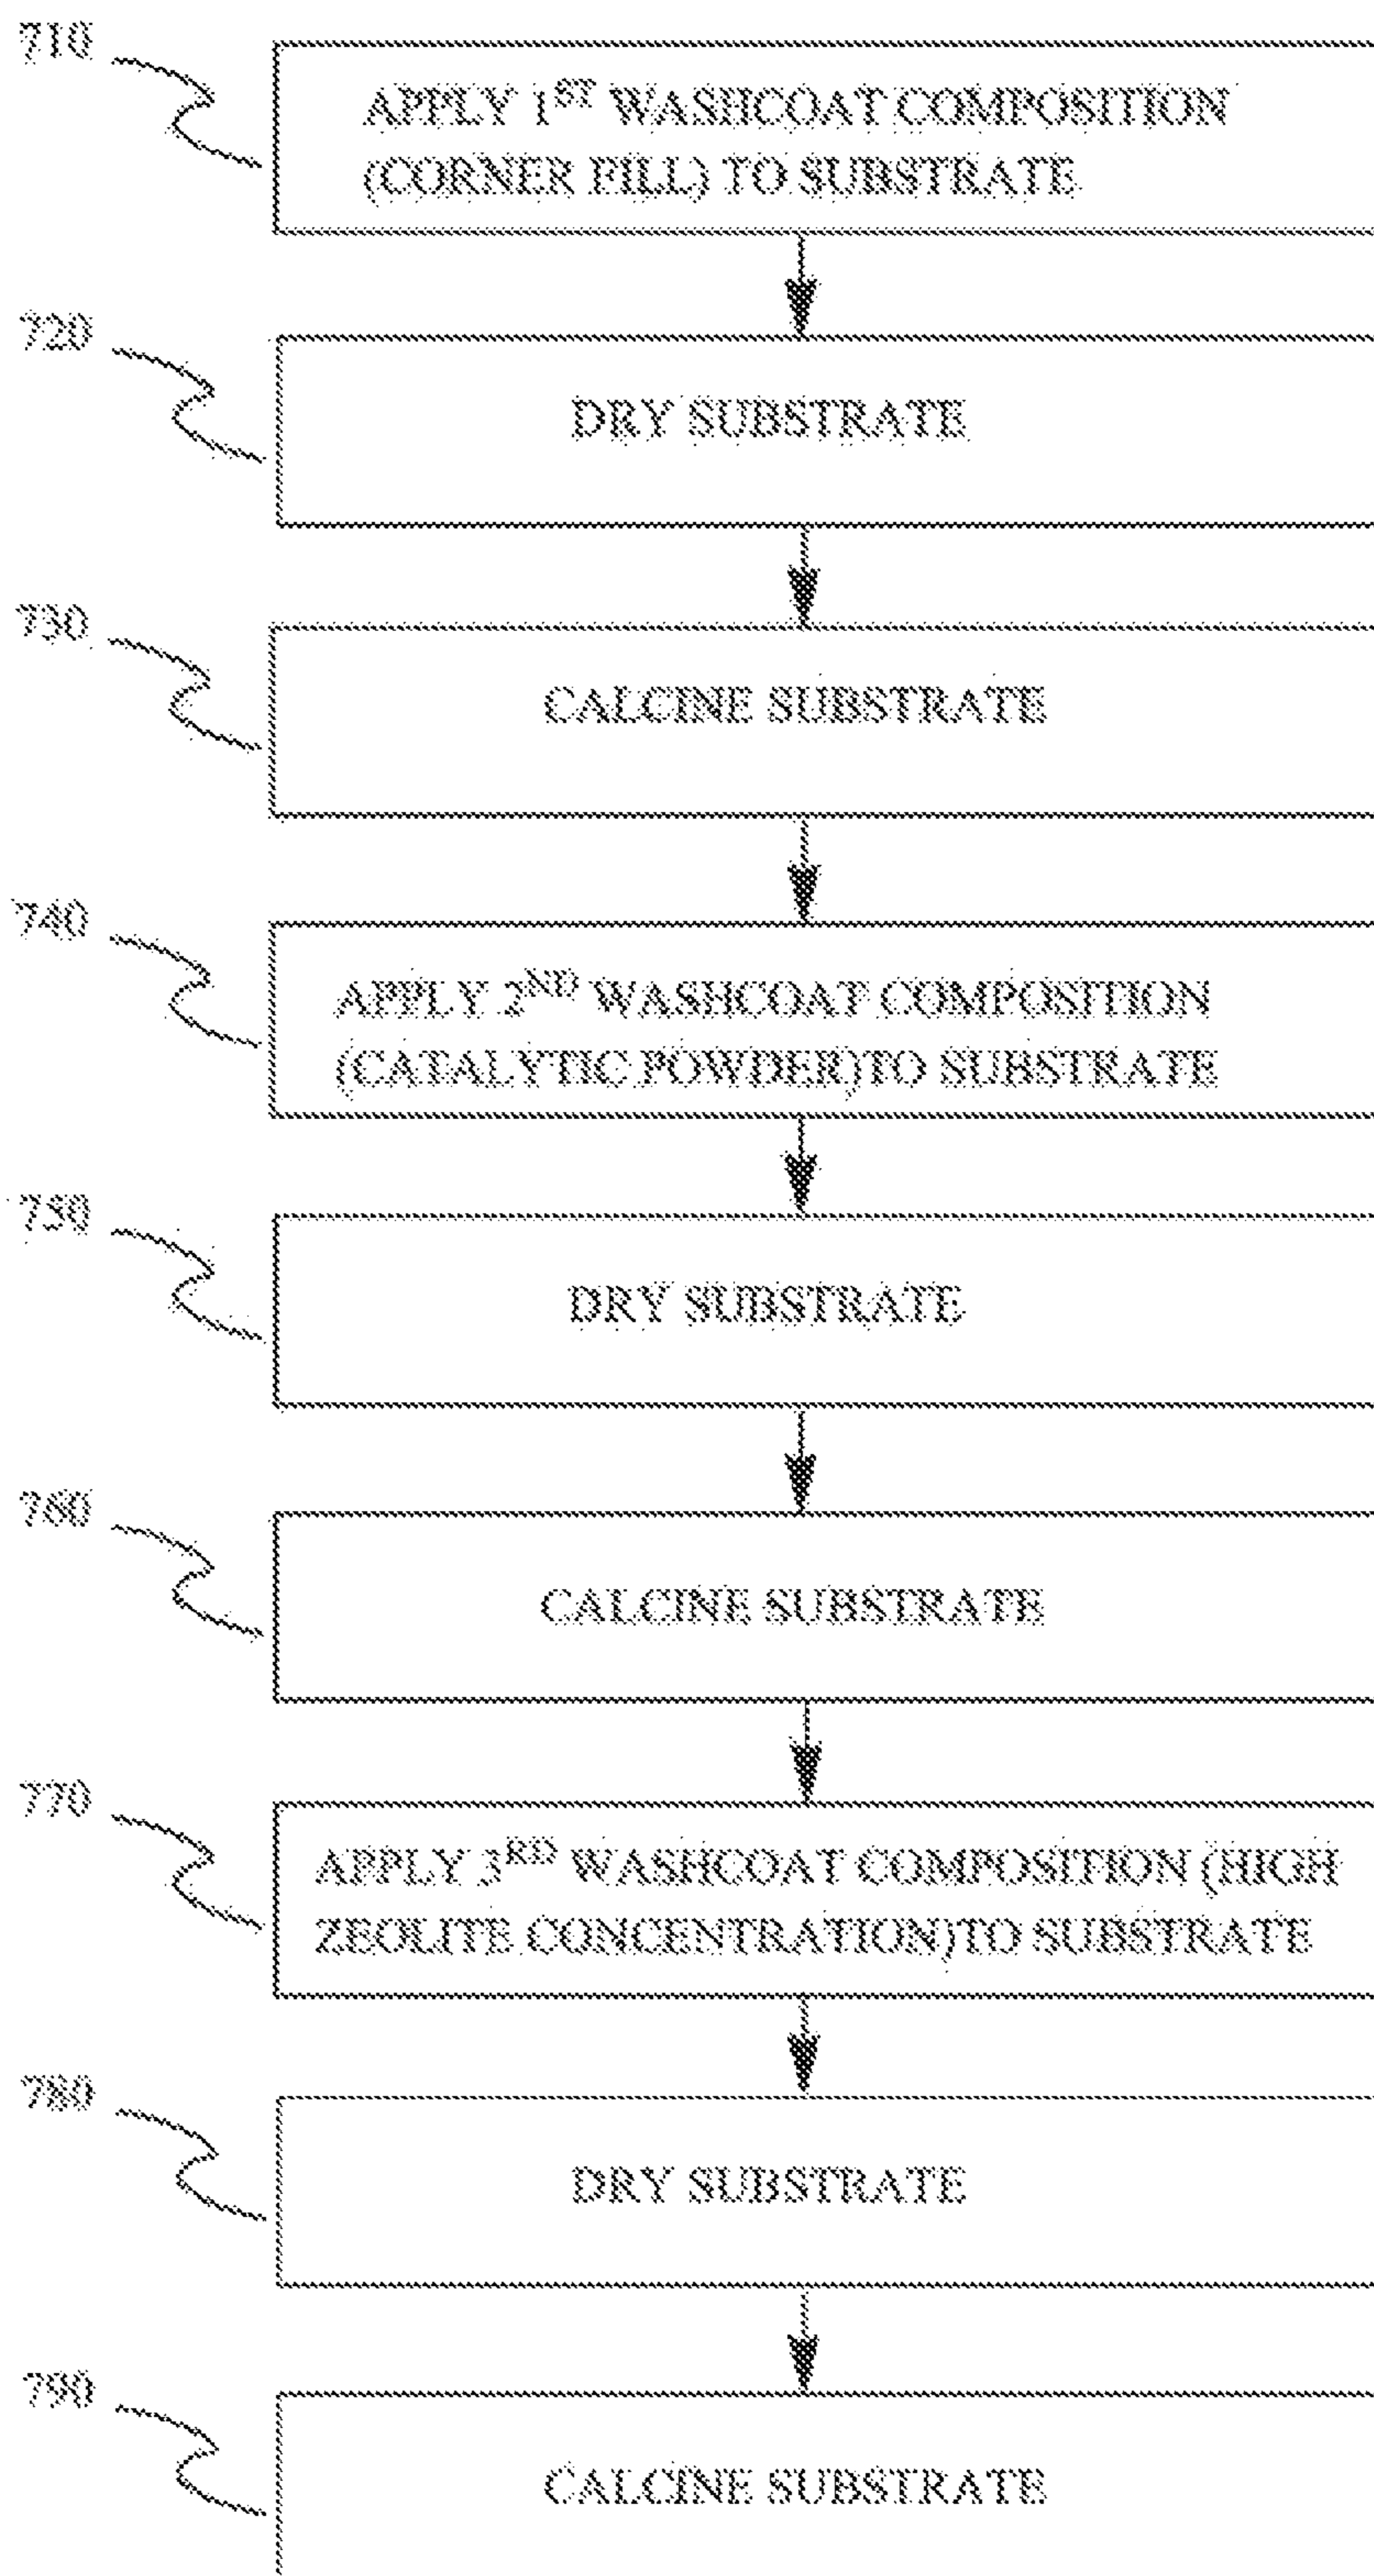 710
APPLY 1ST WASHCOAT COMPOSITION
(CORNER FILL) TO SUBSTRATE
720
DRY SUBSTRATE
730
CALCINE SUBSTRATE
740
APPLY 2ND WASHCOAT COMPOSITION
(CATALYTIC POWDER)TO SUBSTRATE
750
DRY SUBSTRATE
760
CALCINE SUBSTRATE
770
APPLY 3RD WASHCOAT COMPOSITION (HIGH
ZEOLITE CONCENTRATION)TO SUBSTRATE
780
DRY SUBSTRATE
790
CALCINE SUBSTRATE